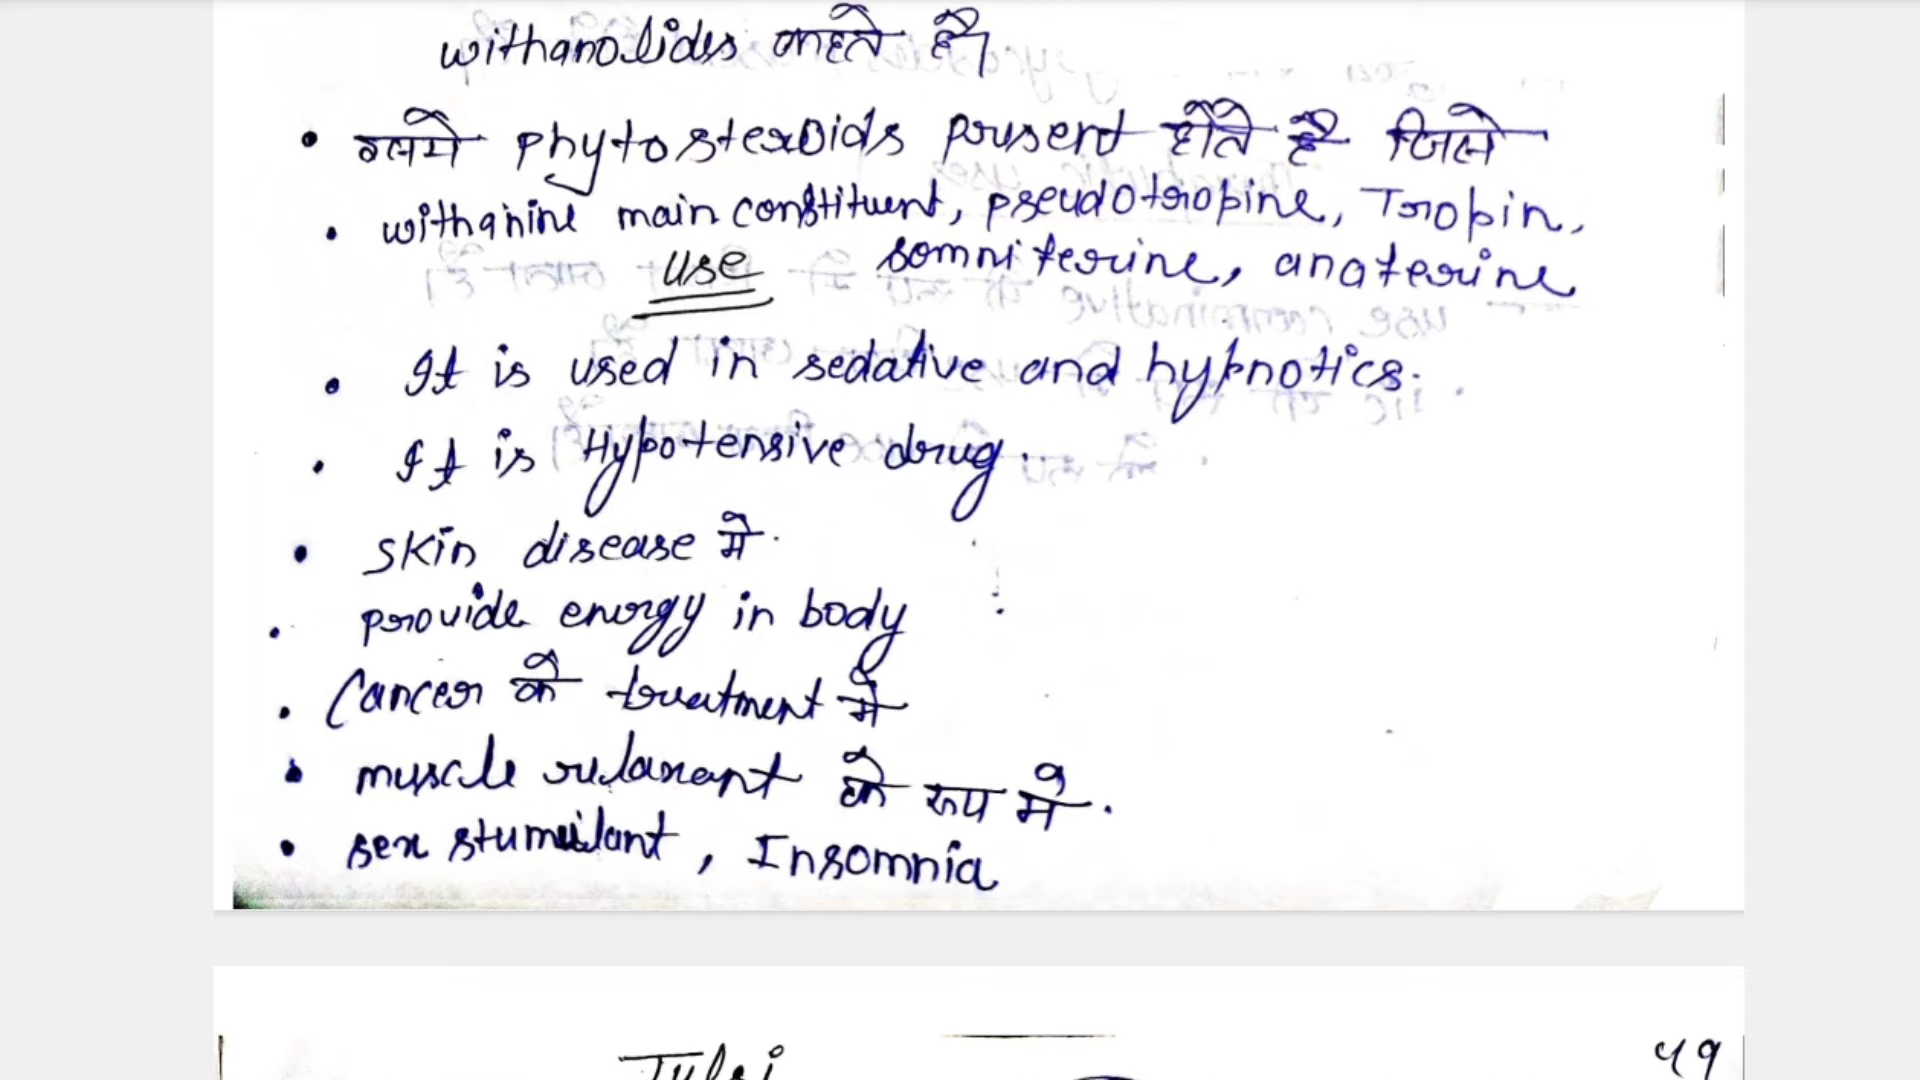 withanolides कहते है।
• इसमे phytosteroids present होते है जिसे
• withanine main constituent, pseudotropine, Tropin,
somniferine, anaferine
use
• It is used in sedative and hypnotics.
• It is Hypotensive drug.
• skin disease मे.
• provide energy in body
• Cancer के treatment मे
• muscle relaxant के रूप मे.
• sex stumulant, Insomnia
Tulsi
49